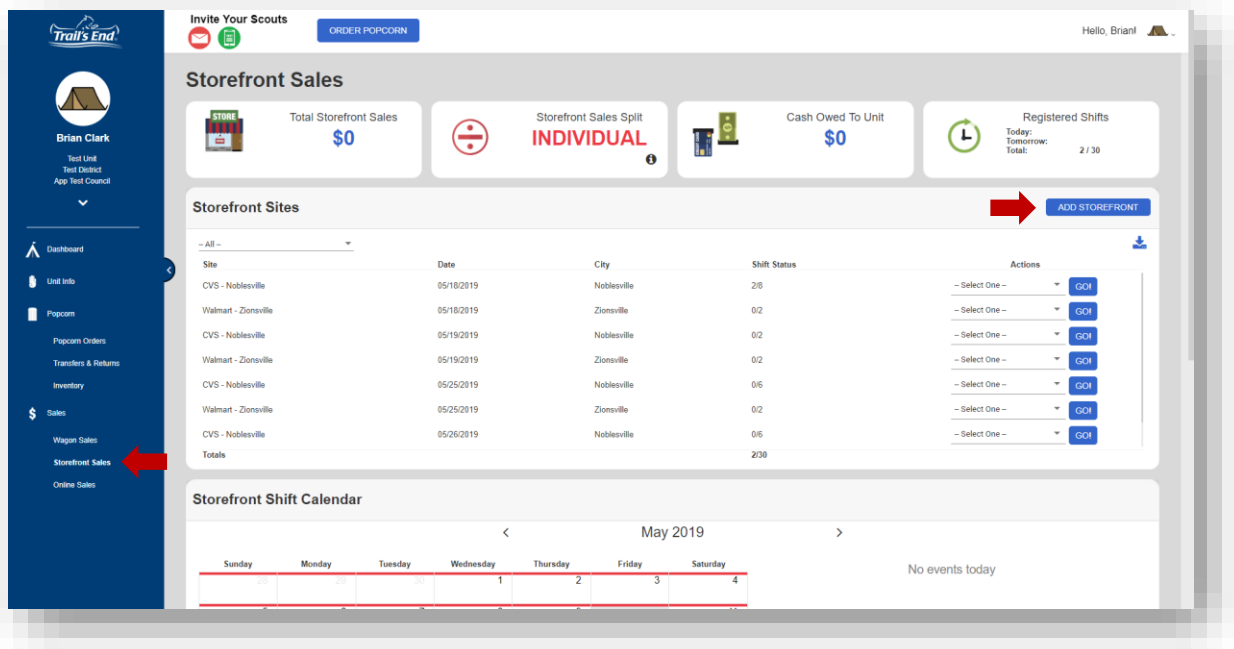 Trail's End
Invite Your Scouts
ORDER POPCORN
Hello, Brian!
Brian Clark
Test Unit
Test District
App Test Council
Dashboard
Unit Info
Popcorn
Popcorn Orders
Transfers & Returns
Inventory
$ Sales
Wagon Sales
Storefront Sales
Online Sales
Storefront Sales
STORE
Total Storefront Sales
$0
Storefront Sales Split
INDIVIDUAL
Cash Owed To Unit
$0
Registered Shifts
Today:
Tomorrow:
Total: 2 / 30
Storefront Sites
ADD STOREFRONT
– All –
Site Date City Shift Status Actions
CVS - Noblesville 05/18/2019 Noblesville 2/8 – Select One – GO!
Walmart - Zionsville 05/18/2019 Zionsville 0/2 – Select One – GO!
CVS - Noblesville 05/19/2019 Noblesville 0/2 – Select One – GO!
Walmart - Zionsville 05/19/2019 Zionsville 0/2 – Select One – GO!
CVS - Noblesville 05/25/2019 Noblesville 0/6 – Select One – GO!
Walmart - Zionsville 05/25/2019 Zionsville 0/2 – Select One – GO!
CVS - Noblesville 05/26/2019 Noblesville 0/6 – Select One – GO!
Totals 2/30
Storefront Shift Calendar
< May 2019 >
Sunday Monday Tuesday Wednesday Thursday Friday Saturday
28 29 30 1 2 3 4
No events today